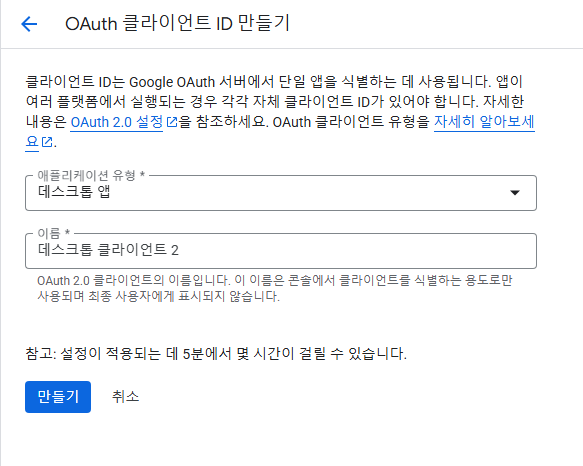 OAuth 클라이언트 ID 만들기
클라이언트 ID는 Google OAuth 서버에서 단일 앱을 식별하는 데 사용됩니다. 앱이
여러 플랫폼에서 실행되는 경우 각각 자체 클라이언트 ID가 있어야 합니다. 자세한
내용은 OAuth 2.0 설정을 참조하세요. OAuth 클라이언트 유형을 자세히 알아보세
요.
애플리케이션 유형 *
데스크톱 앱
이름 *
데스크톱 클라이언트 2
OAuth 2.0 클라이언트의 이름입니다. 이 이름은 콘솔에서 클라이언트를 식별하는 용도로만
사용되며 최종 사용자에게 표시되지 않습니다.
참고: 설정이 적용되는 데 5분에서 몇 시간이 걸릴 수 있습니다.
만들기 취소